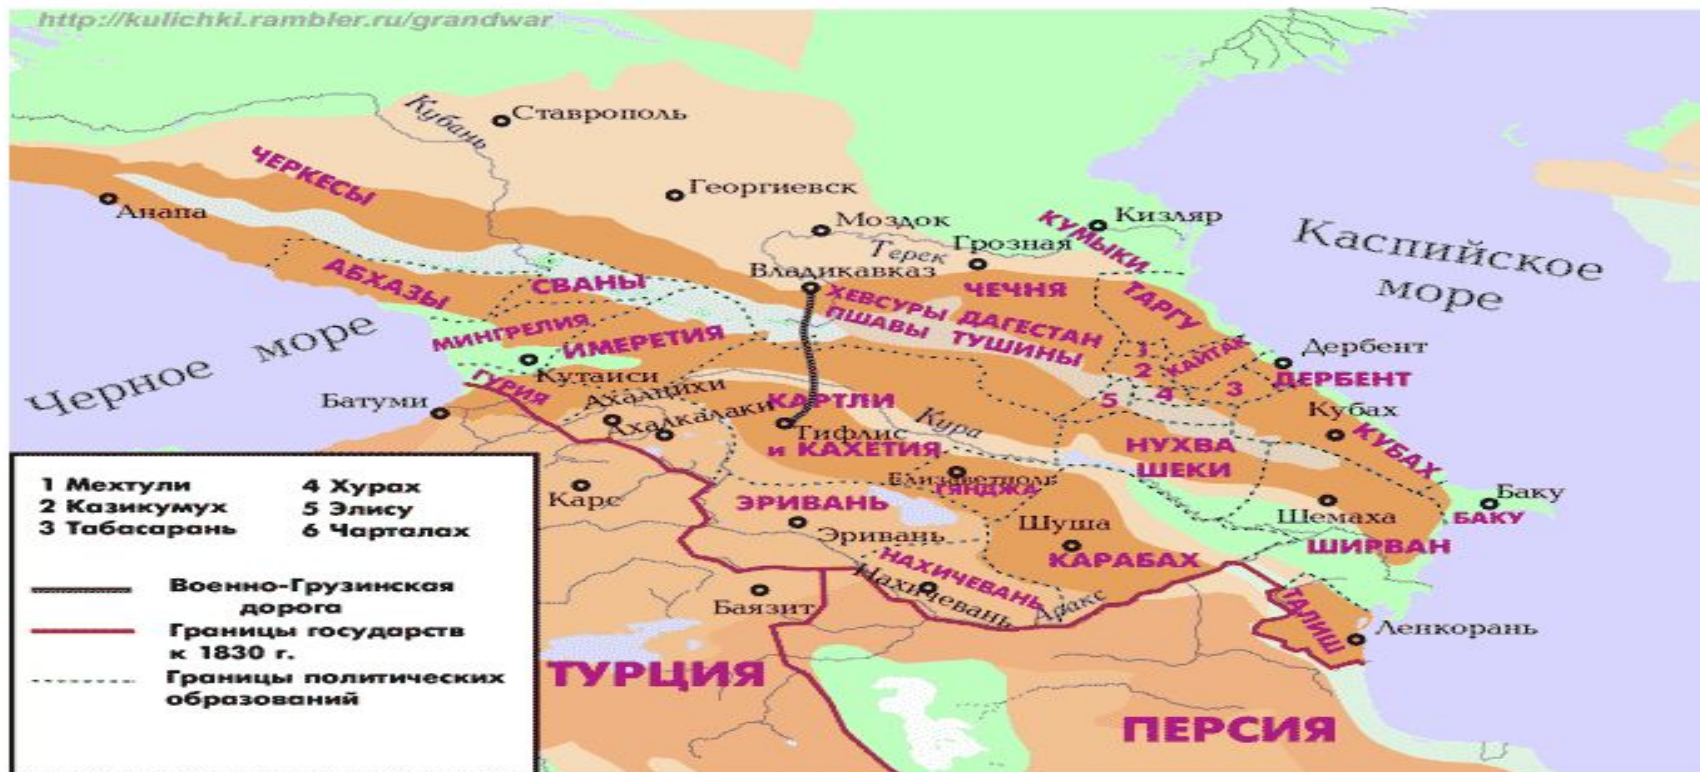 http://kulichki.rambler.ru/grandwar
Кубань
Ставрополь
ЧЕРКЕСЫ
Георгиевск
Анапа
Моздок
Кизляр
КУМЫКИ
Терек
Грозная
Каспийское
море
Владикавказ
АБХАЗЫ
СВАНЫ
ЧЕЧНЯ
ХЕВСУРЫ
ДАГЕСТАН
ПШАВЫ
ТУШИНЫ
ТАРГУ
МИНГРЕЛИЯ
ИМЕРЕТИЯ
Черное море
1
2
КАЙТАК
Дербент
ДЕРБЕНТ
3
4
5
Кутаиси
ГУРИЯ
Ахалцихи
Батуми
Ахалкалаки
КАРТЛИ
Тифлис
и КАХЕТИЯ
Кура
Кубах
КУБАХ
НУХВА
ШЕКИ
Елизаветполь
ГЯНДЖА
Карс
ЭРИВАНЬ
Эривань
Шуша
КАРАБАХ
Шемаха
ШИРВАН
Баку
БАКУ
НАХИЧЕВАНЬ
Нахичевань
Аракс
Баязит
ТАЛИШ
Ленкорань
ТУРЦИЯ
ПЕРСИЯ
1 Мехтули
2 Казикумух
3 Табасарань
4 Хурах
5 Элису
6 Чарталах
Военно-Грузинская
дорога
Границы государств
к 1830 г.
Границы политических
образований